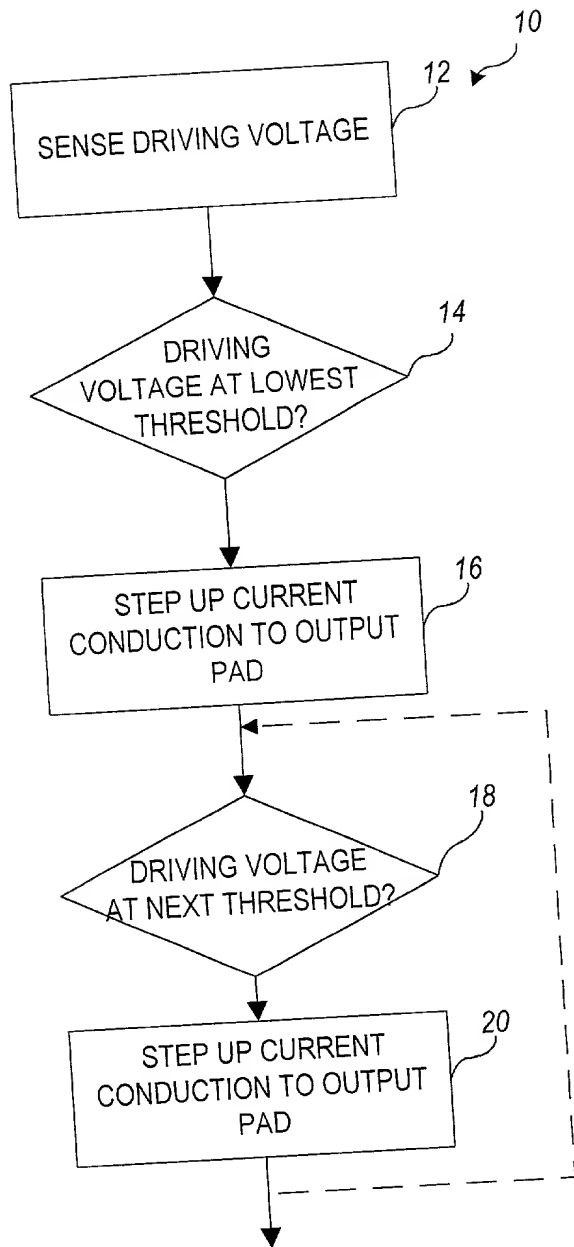 10
12
SENSE DRIVING VOLTAGE
14
DRIVING
VOLTAGE AT LOWEST
THRESHOLD?
16
STEP UP CURRENT
CONDUCTION TO OUTPUT
PAD
18
DRIVING VOLTAGE
AT NEXT THRESHOLD?
20
STEP UP CURRENT
CONDUCTION TO OUTPUT
PAD